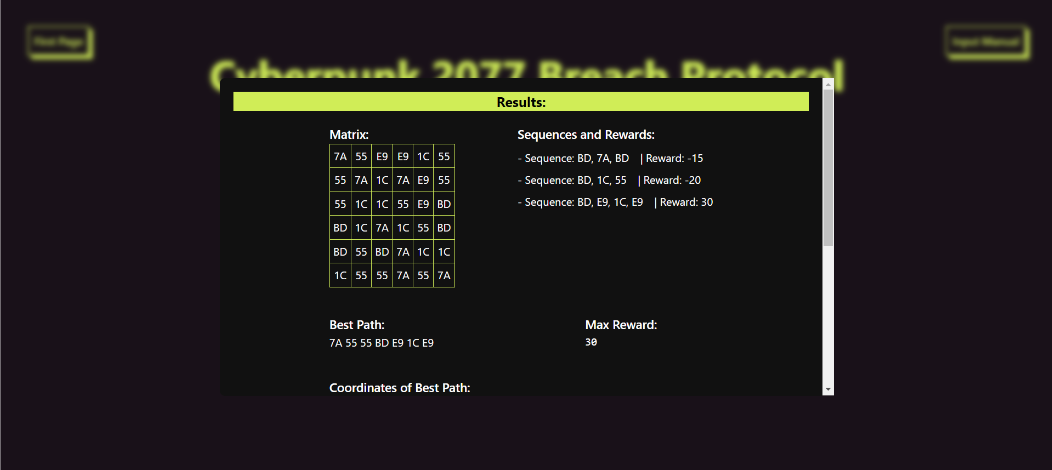 First Page
Input Manual
Cyberpunk 2077 Breach Protocol
Results:
Matrix:
7A 55 E9 E9 1C 55
55 7A 1C 7A E9 55
55 1C 1C 55 E9 BD
BD 1C 7A 1C 55 BD
BD 55 BD 7A 1C 1C
1C 55 55 7A 55 7A
Sequences and Rewards:
- Sequence: BD, 7A, BD | Reward: -15
- Sequence: BD, 1C, 55 | Reward: -20
- Sequence: BD, E9, 1C, E9 | Reward: 30
Best Path:
7A 55 55 BD E9 1C E9
Max Reward:
30
Coordinates of Best Path: